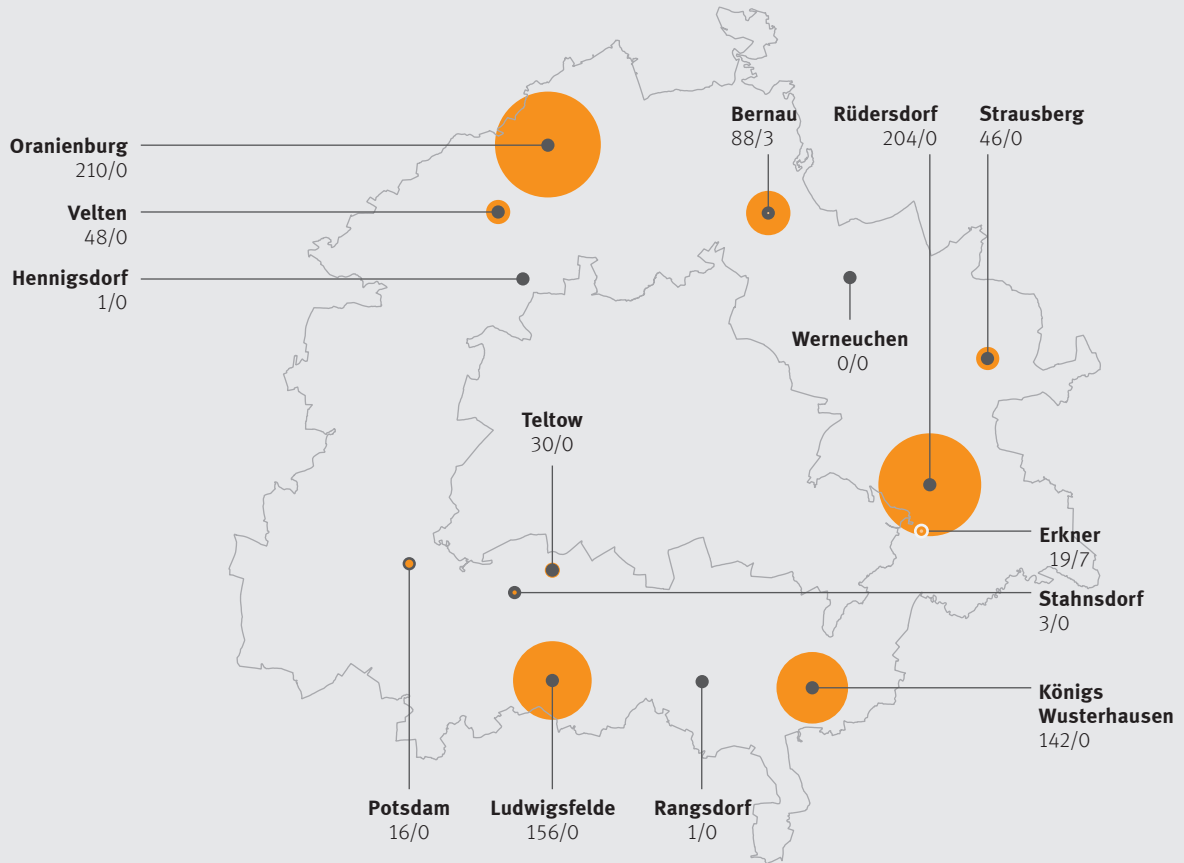 Oranienburg
210/0
Velten
48/0
Hennigsdorf
1/0
Bernau
88/3
Rüdersdorf
204/0
Strausberg
46/0
Werneuchen
0/0
Teltow
30/0
Erkner
19/7
Stahnsdorf
3/0
Königs
Wusterhausen
142/0
Potsdam
16/0
Ludwigsfelde
156/0
Rangsdorf
1/0